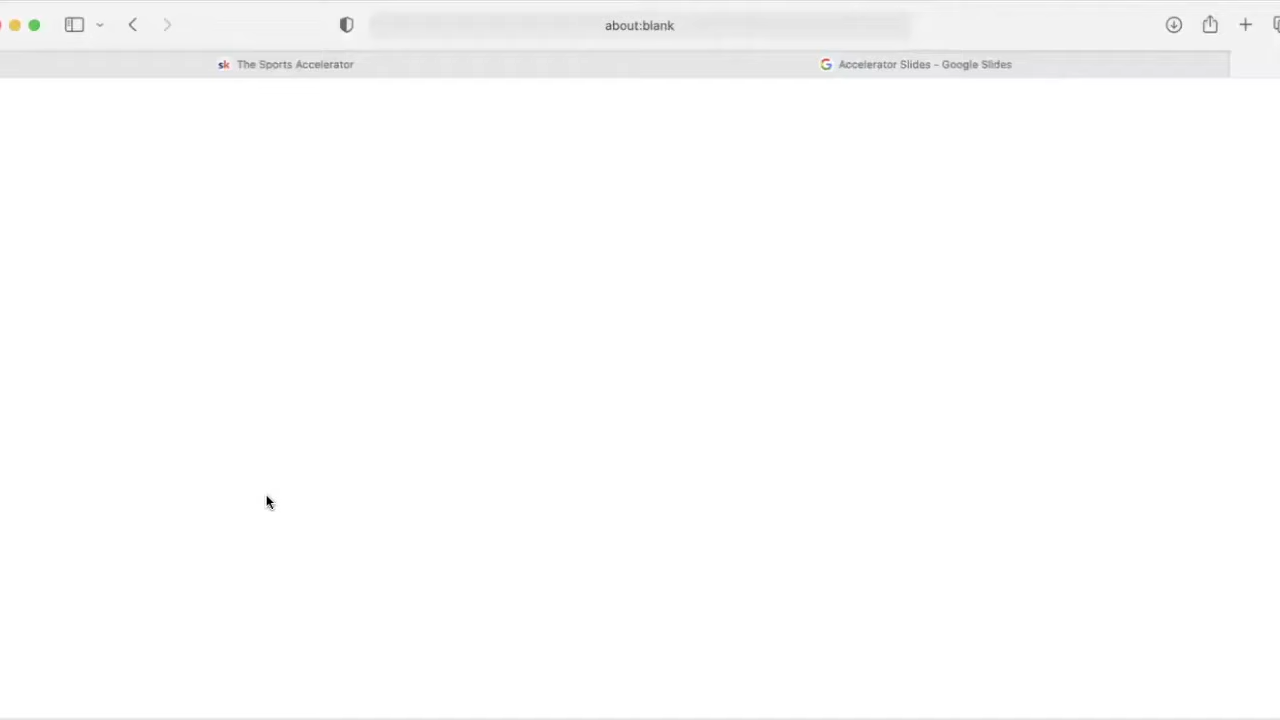 about:blank
sk The Sports Accelerator
G Accelerator Slides - Google Slides